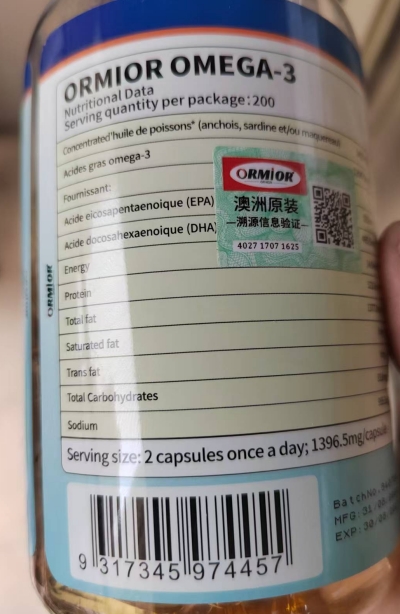 ORMIOR OMEGA-3
Nutritional Data
Serving quantity per package:200
Concentrated'huile de poissons* (anchois, sardine et/ou maquereau)
Acides gras omega-3
Fournissant:
Acide eicosapentaenoique (EPA)
Acide docosahexaenoique (DHA)
Energy
Protein
Total fat
Saturated fat
Trans fat
Total Carbohydrates
Sodium
Serving size: 2 capsules once a day; 1396.5mg/capsule
ORMIOR
澳洲原装
溯源信息验证
4027 1707 1625
ORMIOR
9 317345 974457
BatchNo.
MFG:31/
EXP:30/